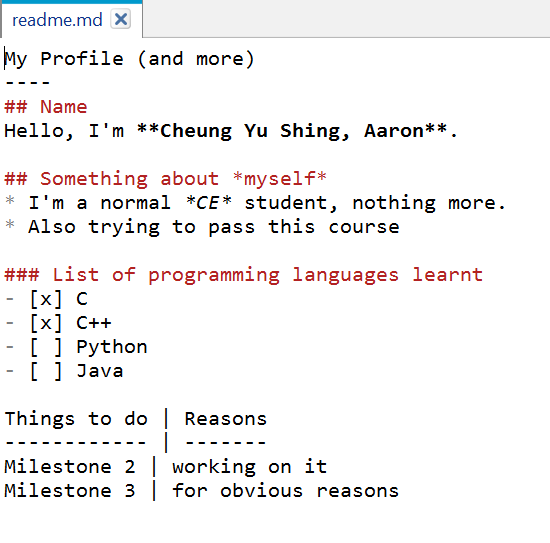 readme.md
My Profile (and more)
----
## Name
Hello, I'm **Cheung Yu Shing, Aaron**.
## Something about *myself*
* I'm a normal *CE* student, nothing more.
* Also trying to pass this course
### List of programming languages learnt
- [x] C
- [x] C++
- [ ] Python
- [ ] Java
Things to do | Reasons
------------ | -------
Milestone 2 | working on it
Milestone 3 | for obvious reasons